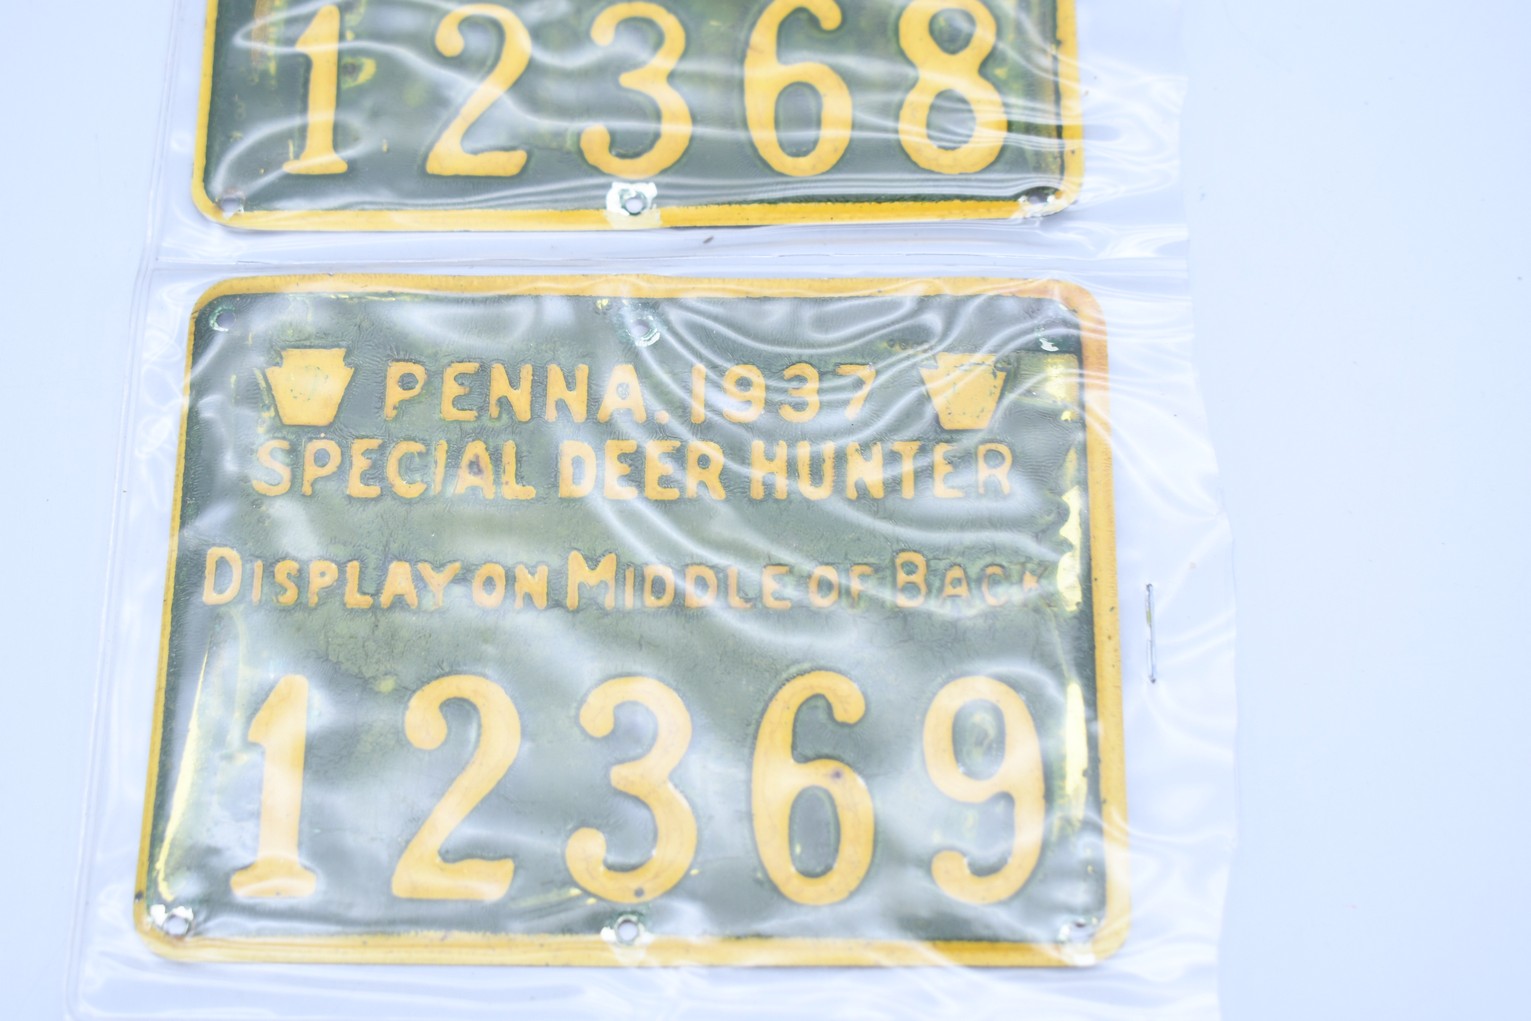 12368
PENNA. 1937
SPECIAL DEER HUNTER
DISPLAY ON MIDDLE OF BACK
12369